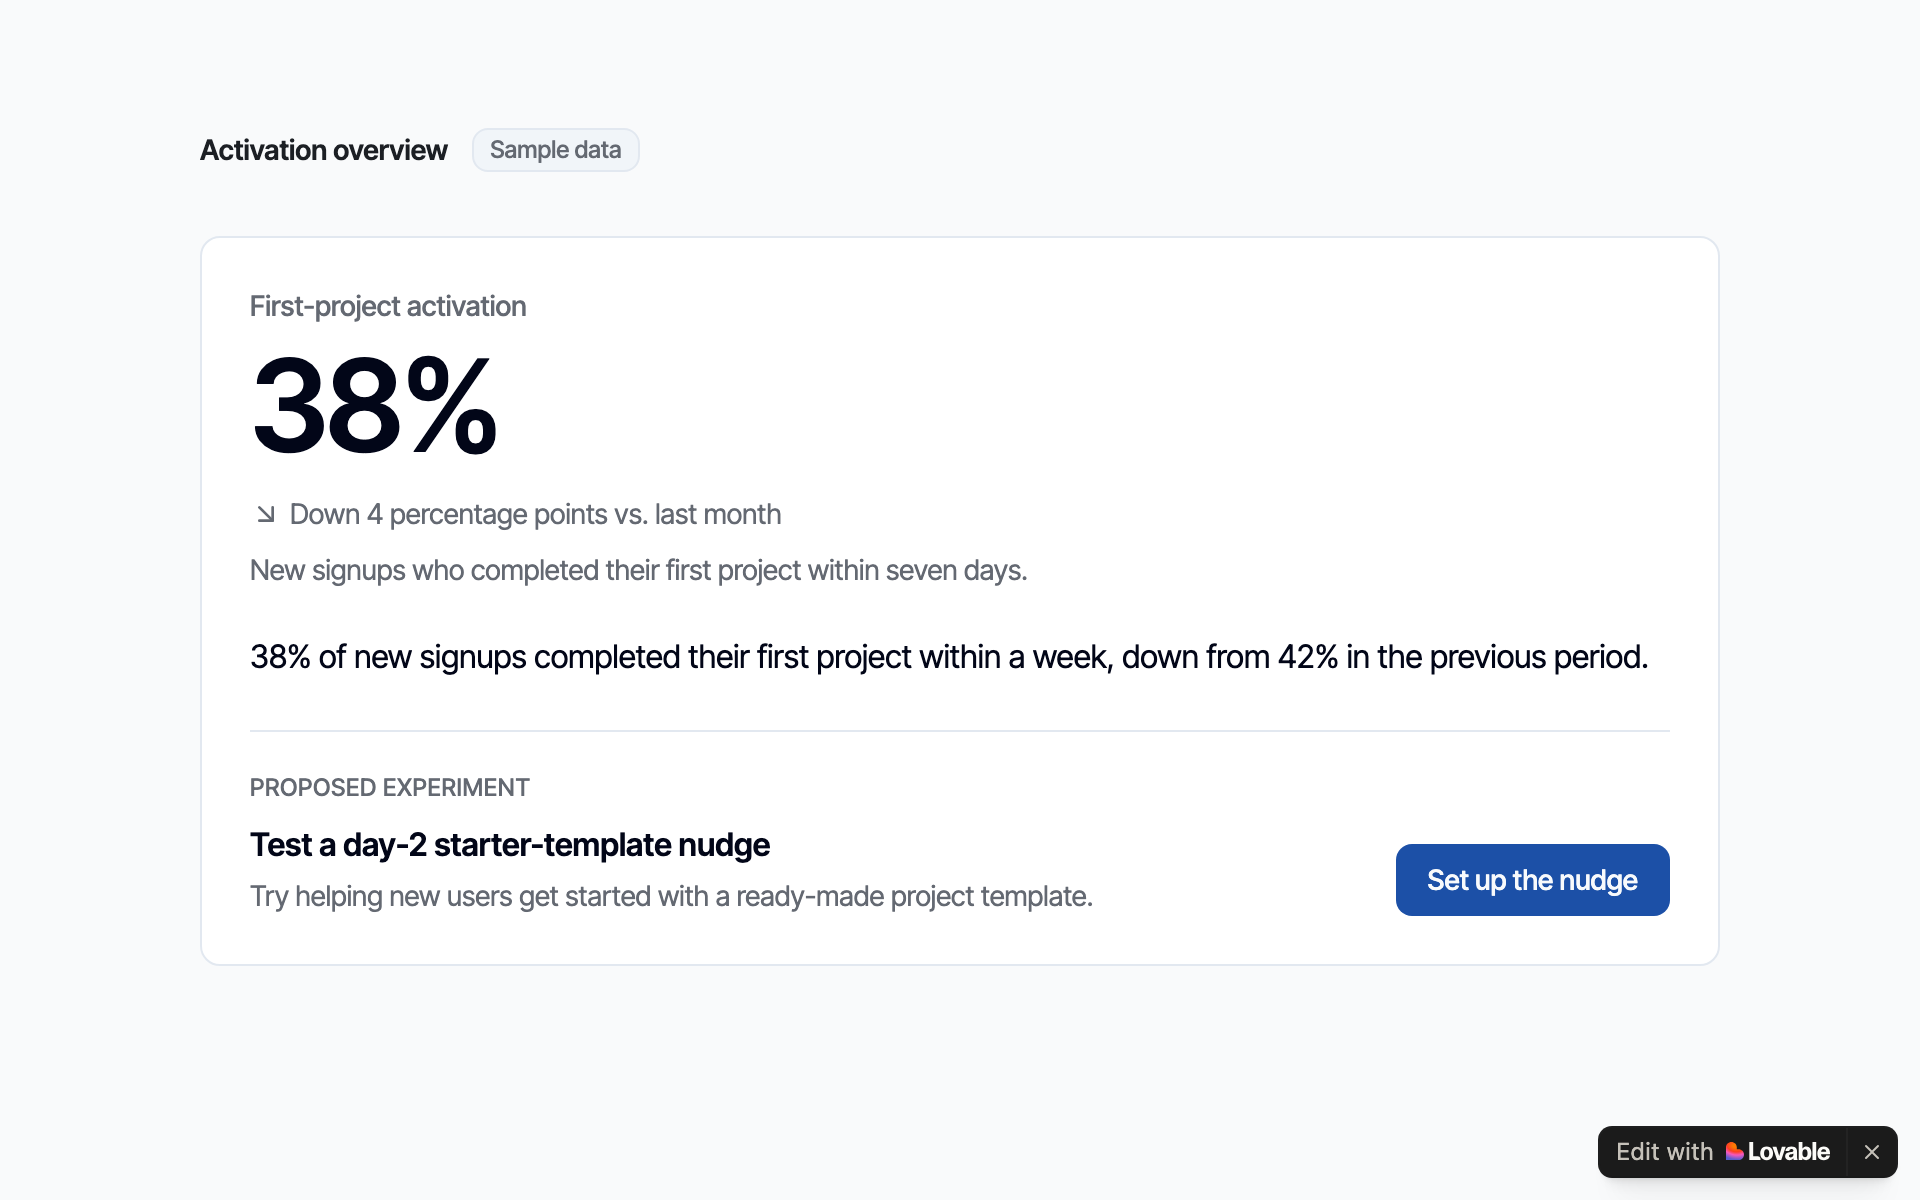 Activation overview
Sample data
First-project activation
38%
Down 4 percentage points vs. last month
New signups who completed their first project within seven days.
38% of new signups completed their first project within a week, down from 42% in the previous period.
PROPOSED EXPERIMENT
Test a day-2 starter-template nudge
Try helping new users get started with a ready-made project template.
Set up the nudge
Edit with Lovable